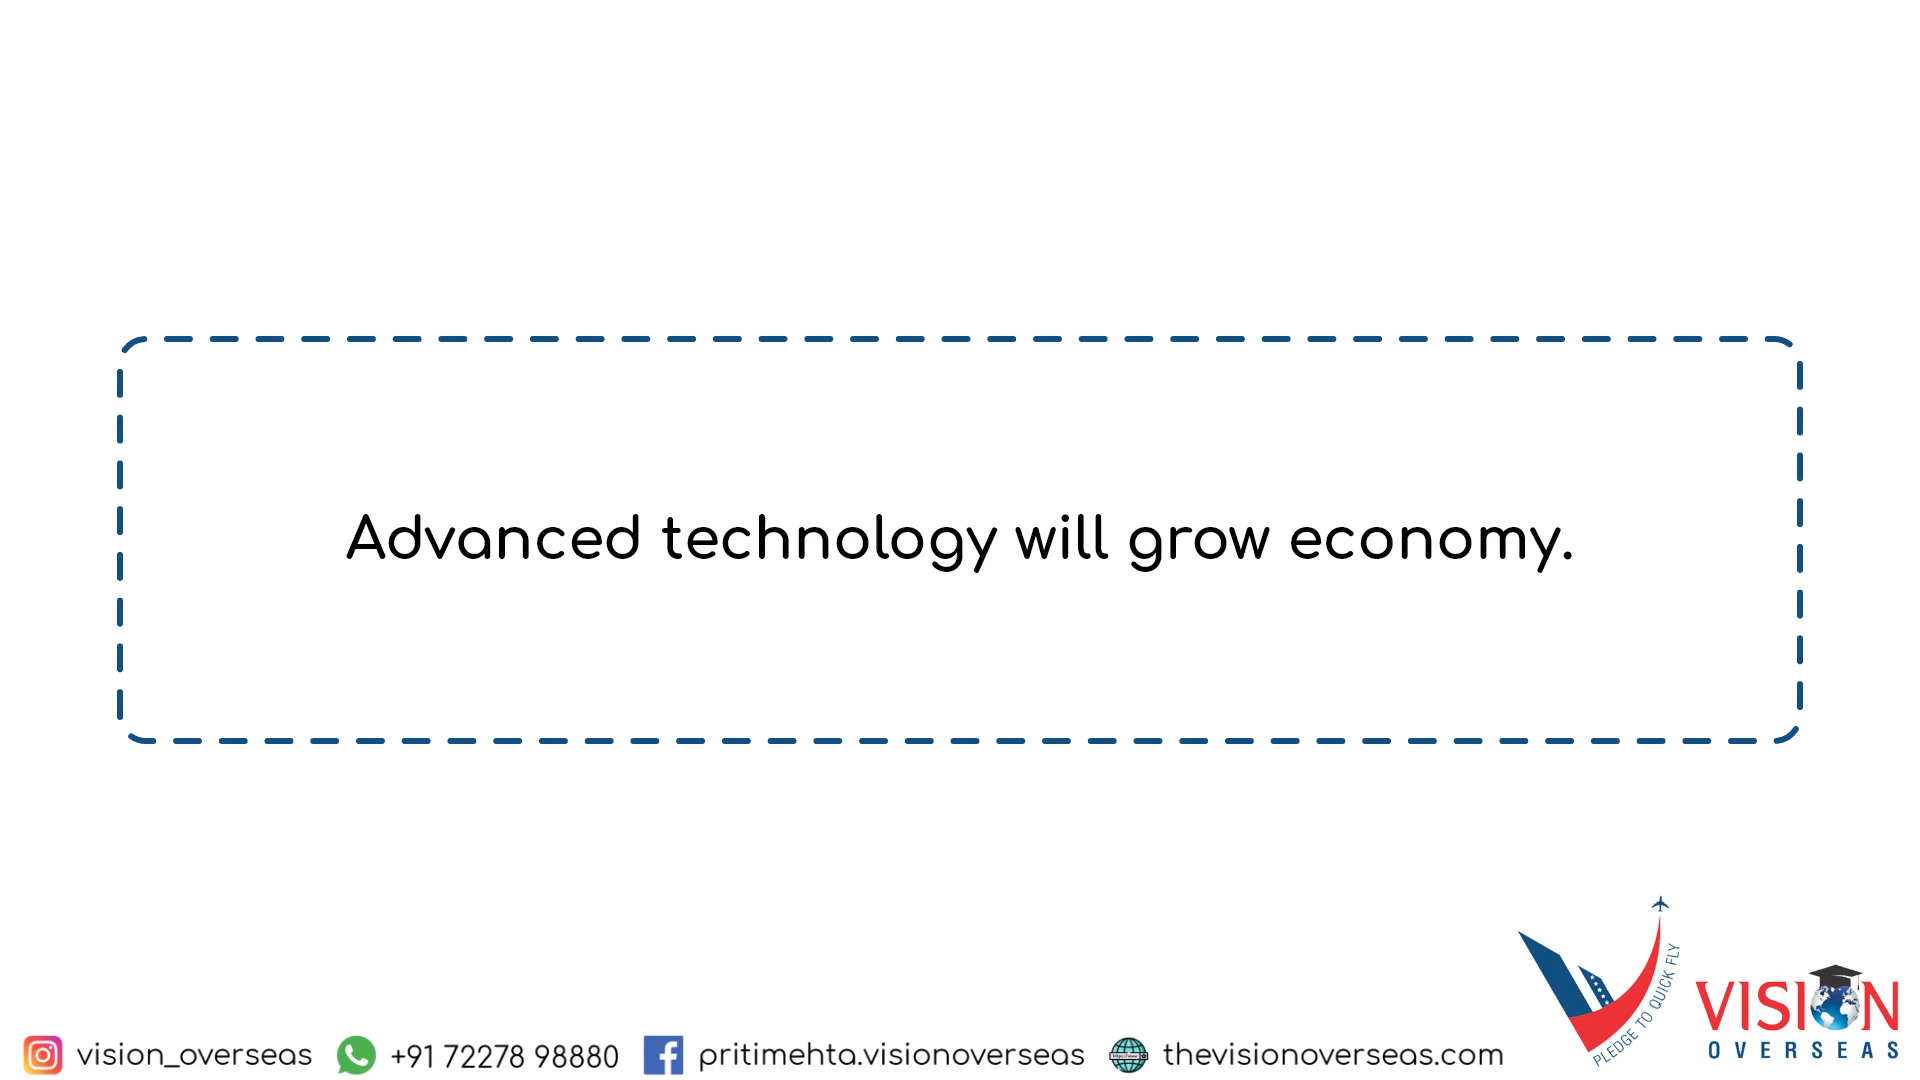 Advanced technology will grow economy.
PLEDGE TO QUICK FLY
VISION
OVERSEAS
vision_overseas
+91 72278 98880
pritimehta.visionoverseas
thevisionoverseas.com